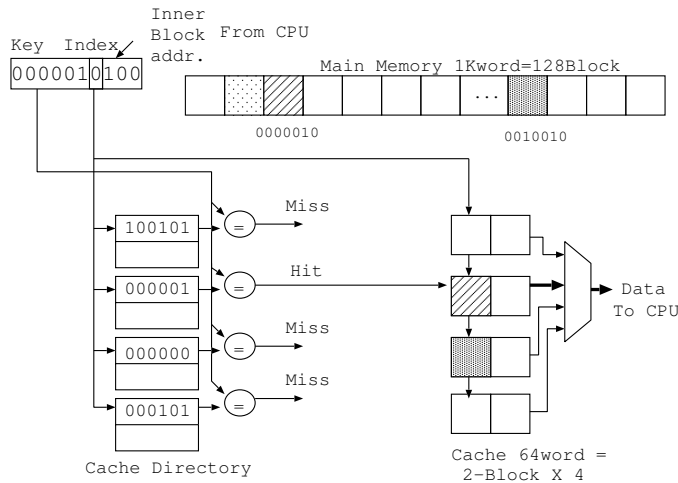 Inner
Block
addr.
From CPU
Key Index
0000010100
Main Memory 1Kword=128Block
...
0000010
0010010
Miss
100101
=
Hit
000001
=
Miss
000000
=
Miss
000101
=
Data
To CPU
Cache Directory
Cache 64word =
2-Block X 4